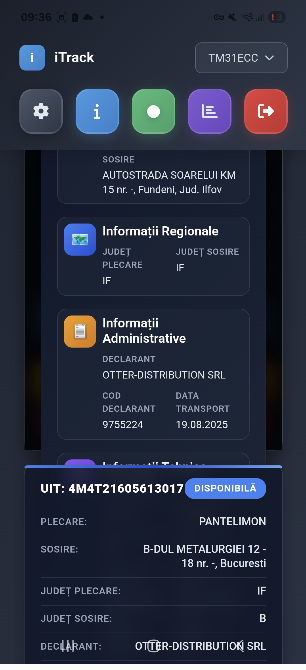 09:36
i iTrack
TM31ECC
SOSIRE
AUTOSTRADA SOARELUI KM
15 nr. -, Fundeni, Jud. Ilfov
Informații Regionale
JUDEȚ PLECARE
IF
JUDEȚ SOSIRE
IF
Informații
Administrative
DECLARANT
OTTER-DISTRIBUTION SRL
COD
DECLARANT
9755224
DATA
TRANSPORT
19.08.2025
Informații Tehnice
UIT: 4M4T21605613017
DISPONIBILĂ
PLECARE: PANTELIMON
SOSIRE: B-DUL METALURGIEI 12 -
18 nr. -, Bucuresti
JUDEȚ PLECARE: IF
JUDEȚ SOSIRE: B
DECLARANT: OTTER-DISTRIBUTION SRL